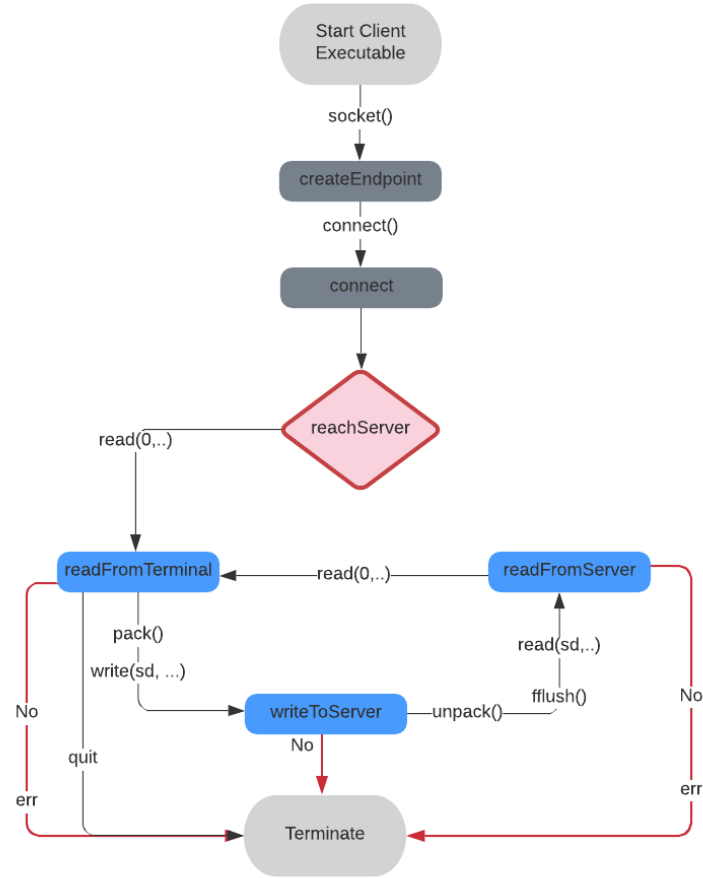 Start Client
Executable
socket()
createEndpoint
connect()
connect
reachServer
read(0,..)
readFromTerminal
read(0,..)
readFromServer
pack()
read(sd,..)
write(sd, ...)
fflush()
No
writeToServer
unpack()
No
No
quit
err
err
Terminate